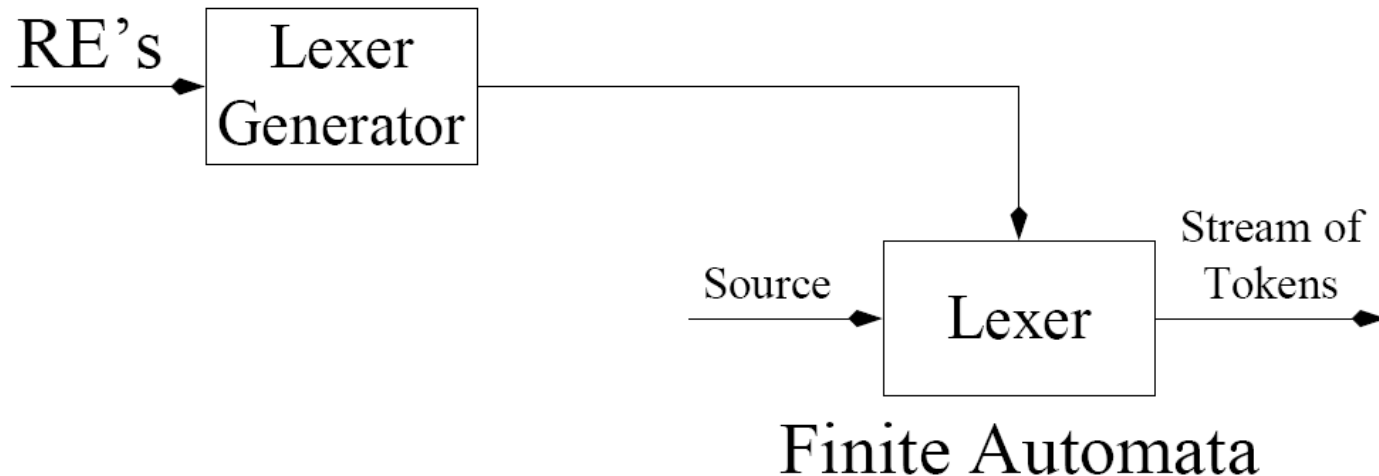 RE's
Lexer
Generator
Stream of
Tokens
Source
Lexer
Finite Automata